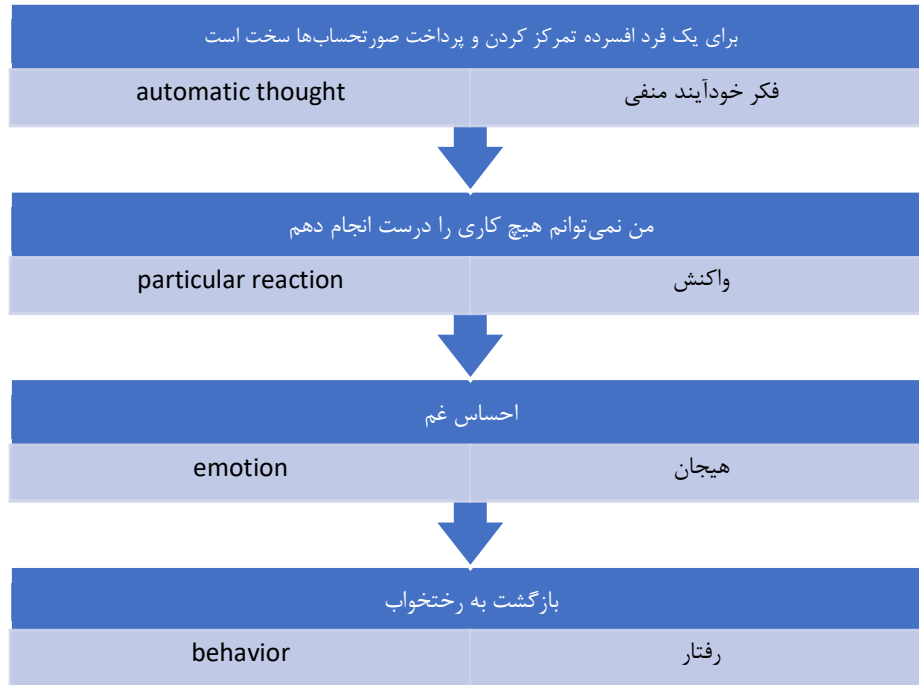 برای یک فرد افسرده تمرکز کردن و پرداخت صورتحساب‌ها سخت است
automatic thought
فکر خودآیند منفی
من نمی‌توانم هیچ کاری را درست انجام دهم
particular reaction
واکنش
احساس غم
emotion
هیجان
بازگشت به رختخواب
behavior
رفتار